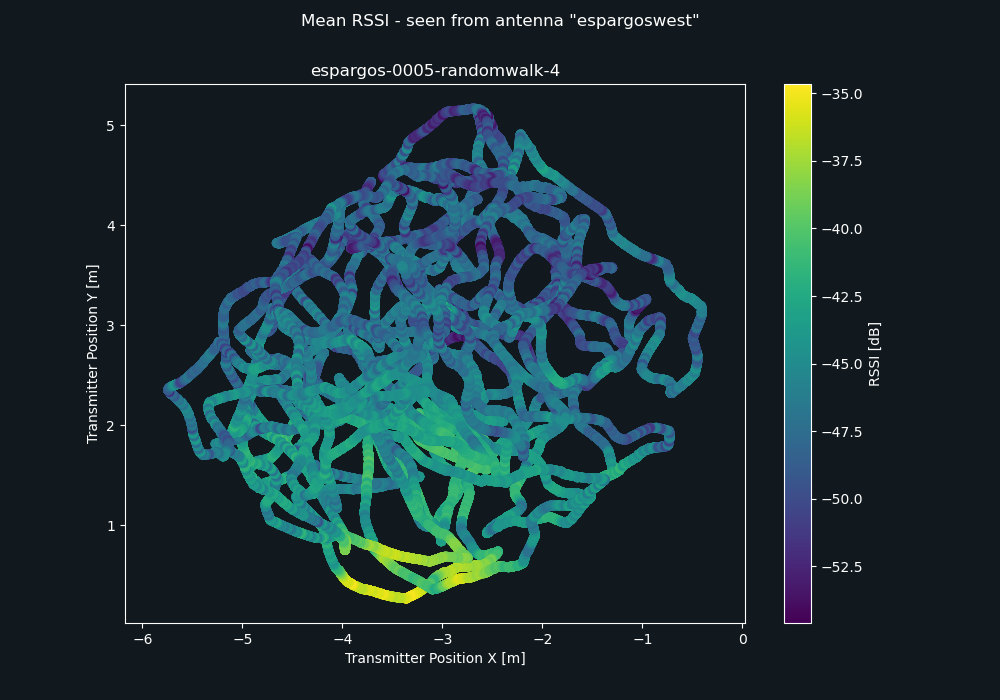 Mean RSSI - seen from antenna "espargoswest"
espargos-0005-randomwalk-4
5
4
3
2
1
Transmitter Position Y [m]
−6 −5 −4 −3 −2 −1 0
Transmitter Position X [m]
−35.0
−37.5
−40.0
−42.5
−45.0
−47.5
−50.0
−52.5
RSSI [dB]